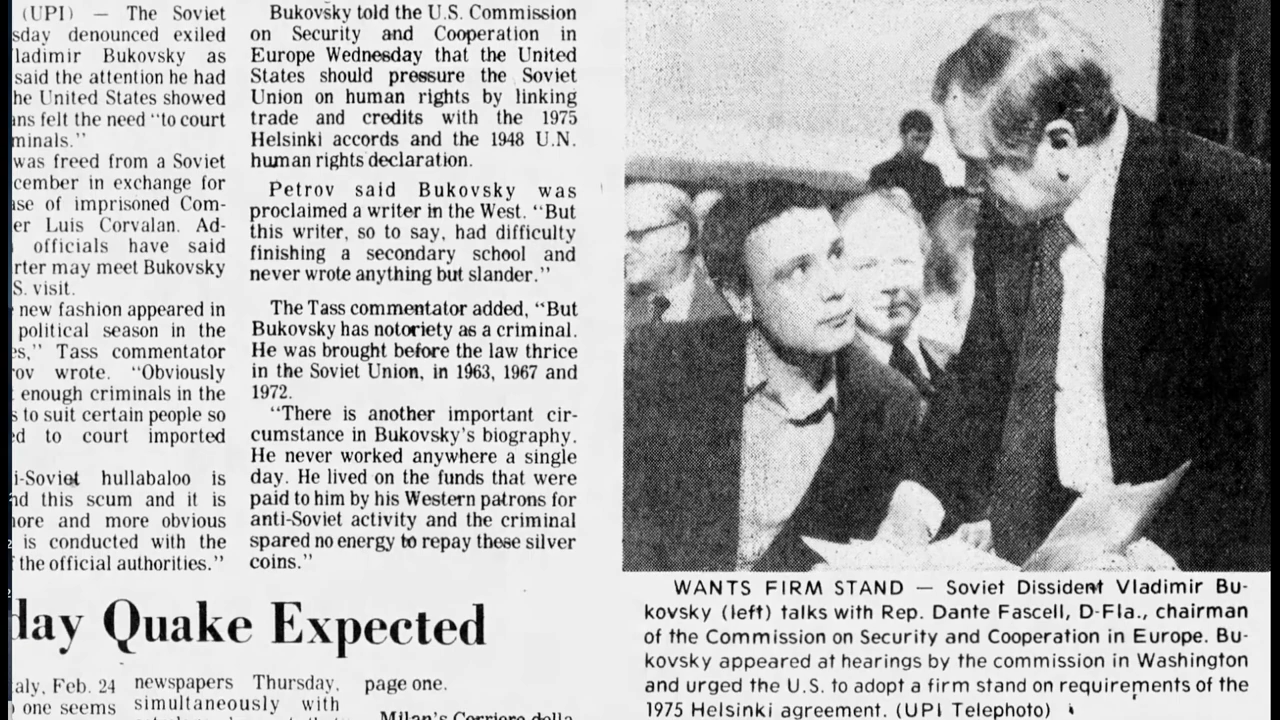 (UPI) — The Soviet
sday denounced exiled
ladimir Bukovsky as
said the attention he had
he United States showed
ans felt the need “to court
minals.”
was freed from a Soviet
cember in exchange for
ase of imprisoned Com-
er Luis Corvalan. Ad-
officials have said
rter may meet Bukovsky
S. visit.
new fashion appeared in
political season in the
es,” Tass commentator
ov wrote. “Obviously
enough criminals in the
s to suit certain people so
ed to court imported
i-Soviet hullabaloo is
nd this scum and it is
more and more obvious
is conducted with the
the official authorities.”
Bukovsky told the U.S. Commission
on Security and Cooperation in
Europe Wednesday that the United
States should pressure the Soviet
Union on human rights by linking
trade and credits with the 1975
Helsinki accords and the 1948 U.N.
human rights declaration.
Petrov said Bukovsky was
proclaimed a writer in the West. “But
this writer, so to say, had difficulty
finishing a secondary school and
never wrote anything but slander.”
The Tass commentator added, “But
Bukovsky has notoriety as a criminal.
He was brought before the law thrice
in the Soviet Union, in 1963, 1967 and
1972.
“There is another important cir-
cumstance in Bukovsky’s biography.
He never worked anywhere a single
day. He lived on the funds that were
paid to him by his Western patrons for
anti-Soviet activity and the criminal
spared no energy to repay these silver
coins.”
WANTS FIRM STAND — Soviet Dissident Vladimir Bu-
kovsky (left) talks with Rep. Dante Fascell, D-Fla., chairman
of the Commission on Security and Cooperation in Europe. Bu-
kovsky appeared at hearings by the commission in Washington
and urged the U.S. to adopt a firm stand on requirements of the
1975 Helsinki agreement. (UPI Telephoto)
day Quake Expected
taly, Feb. 24
one seems
newspapers Thursday,
simultaneously with
page one.
Milan’s Corriere della